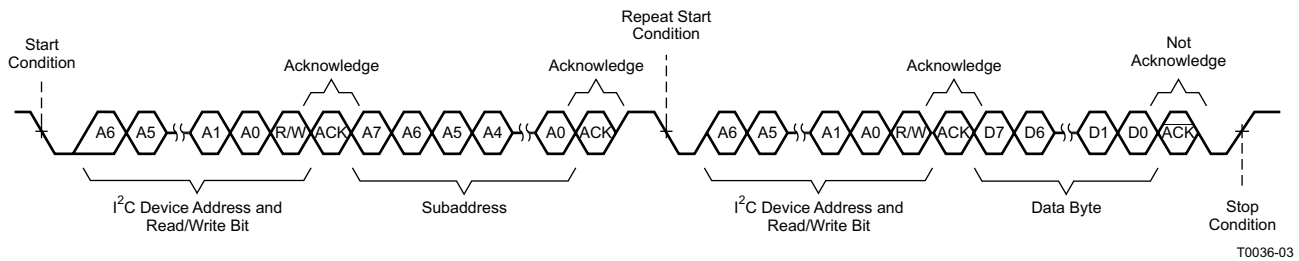 Repeat Start
Condition
Start
Condition
Not
Acknowledge
Acknowledge
Acknowledge
Acknowledge
A6 A5 A1 A0 R/W ACK A7 A6 A5 A4 A0 ACK A6 A5 A1 A0 R/W ACK D7 D6 D1 D0 ACK
I²C Device Address and
Read/Write Bit
Subaddress
I²C Device Address and
Read/Write Bit
Data Byte
Stop
Condition
T0036-03